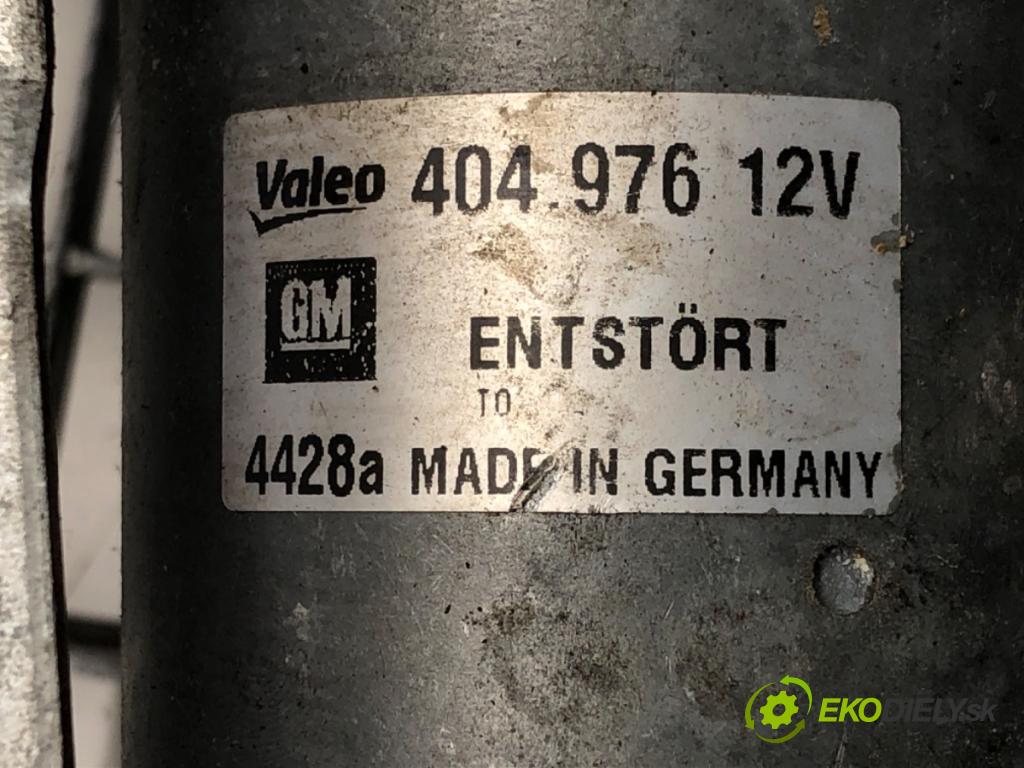 Valeo 404.976 12V
GM
ENTSTÖRT
TO
4428a MADE IN GERMANY
EKODIELY.sk